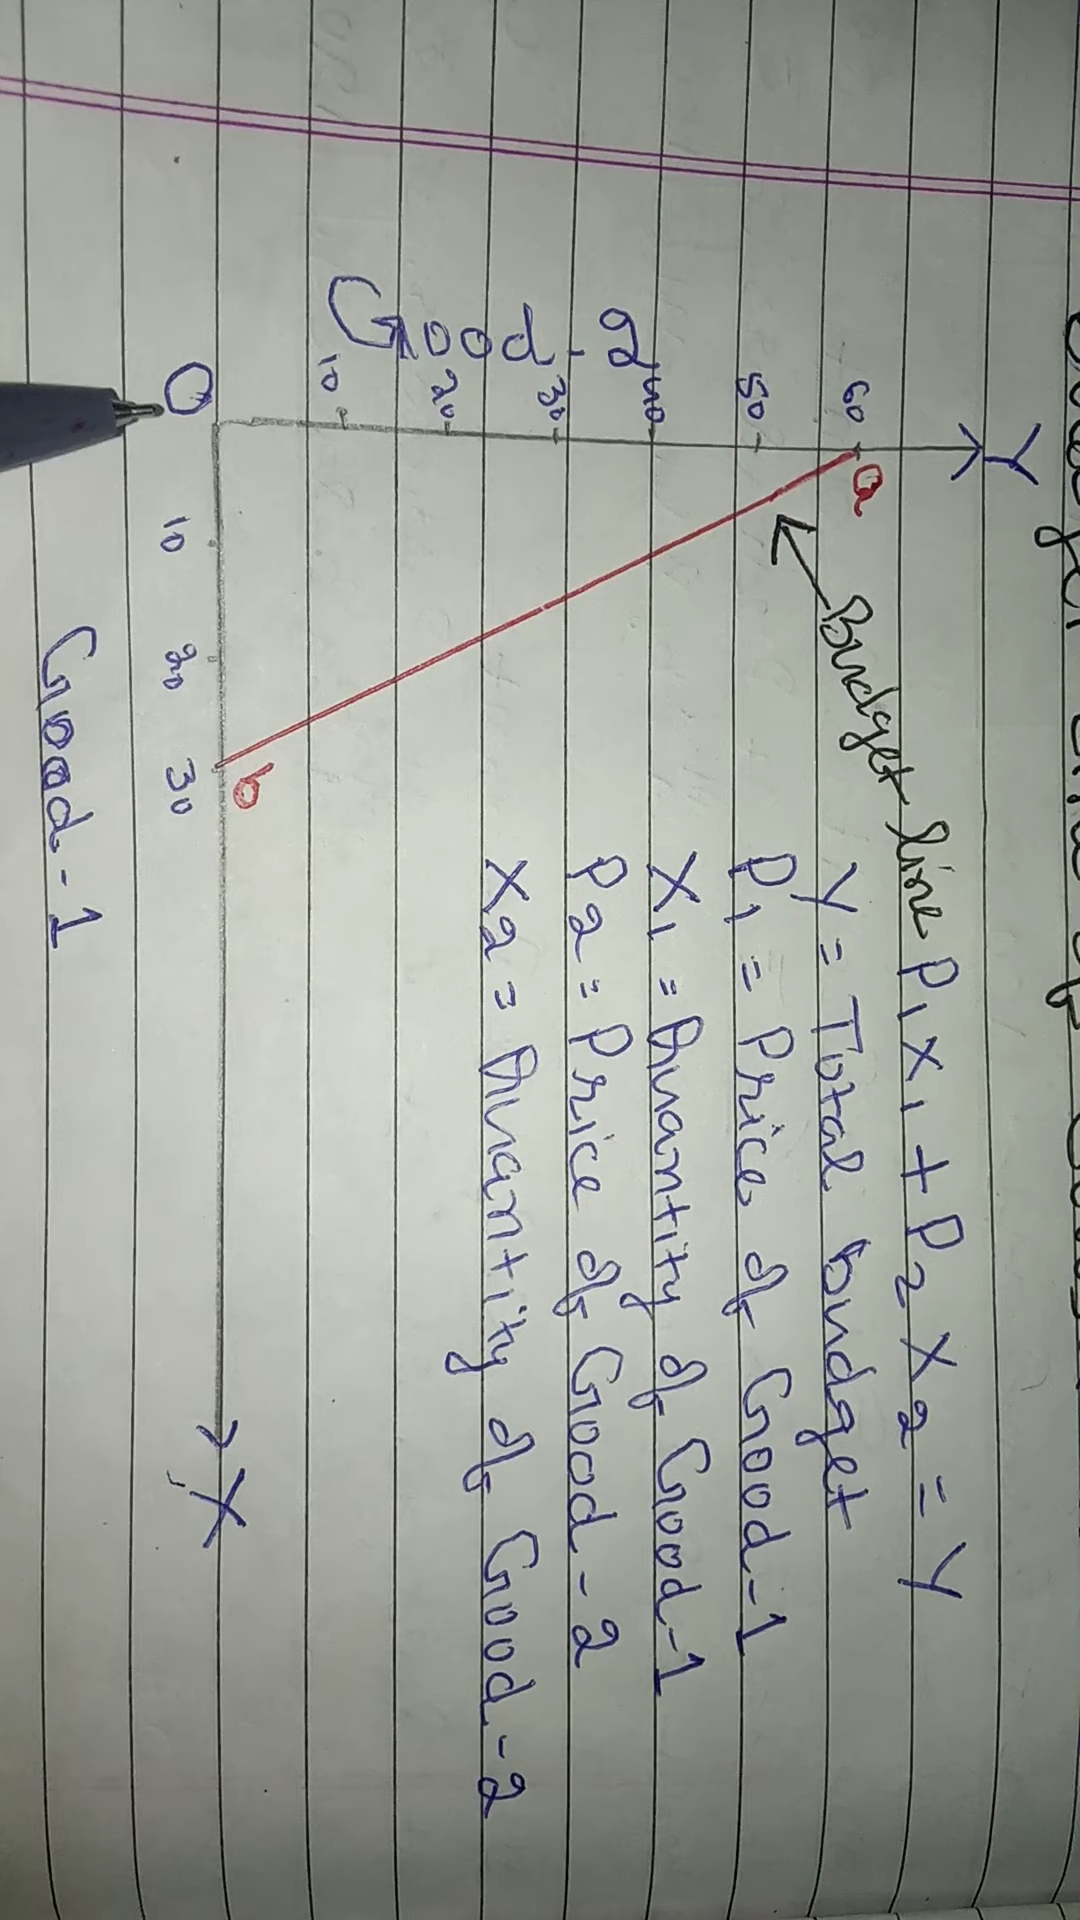 Y
60
a
50
40
30
20
10
Good-2
O
10
20
30
b
X
Good-1
Budget line P1X1 + P2X2 = Y
Y = Total budget
P1 = Price of Good-1
X1 = Quantity of Good-1
P2 = Price of Good-2
X2 = Quantity of Good-2